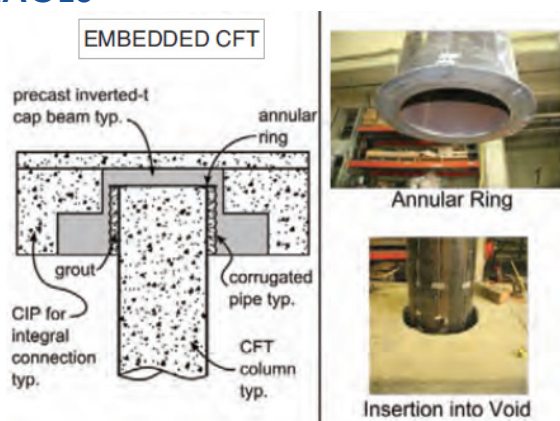 EMBEDDED CFT
precast inverted-t
cap beam typ.
annular
ring
grout
corrugated
pipe typ.
CIP for
integral
connection
typ.
CFT
column
typ.
Annular Ring
Insertion into Void